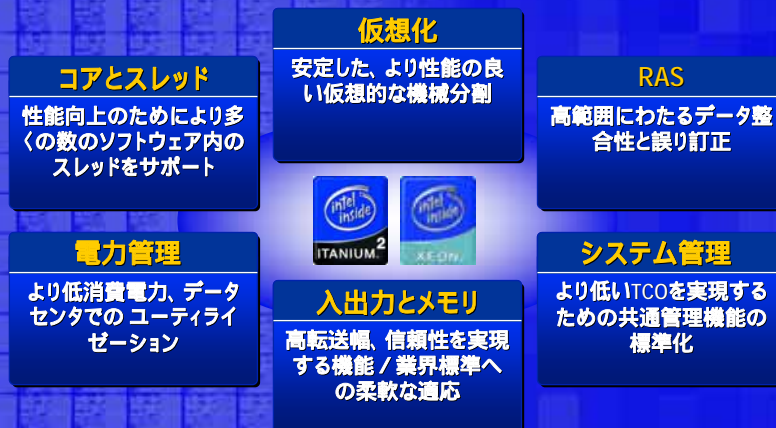 仮想化
安定した、より性能の良
い仮想的な機械分割
コアとスレッド
性能向上のためにより多
くの数のソフトウェア内の
スレッドをサポート
RAS
高範囲にわたるデータ整
合性と誤り訂正
intel
inside
ITANIUM 2
intel
inside
XEON
電力管理
より低消費電力、データ
センタでの ユーティライ
ゼーション
入出力とメモリ
高転送幅、信頼性を実現
する機能 / 業界標準へ
の柔軟な適応
システム管理
より低いTCOを実現する
ための共通管理機能の
標準化